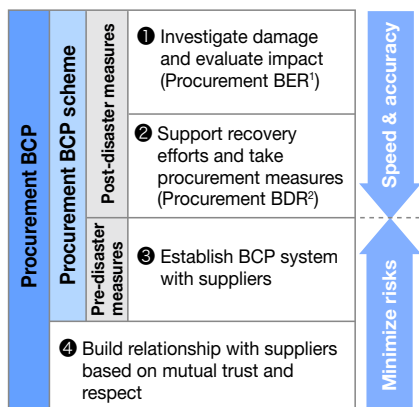 Procurement BCP
Procurement BCP scheme
Post-disaster measures
❶ Investigate damage
and evaluate impact
(Procurement BER¹)
❷ Support recovery
efforts and take
procurement measures
(Procurement BDR²)
Speed & accuracy
Pre-disaster
measures
❸ Establish BCP system
with suppliers
Minimize risks
❹ Build relationship with suppliers
based on mutual trust and
respect